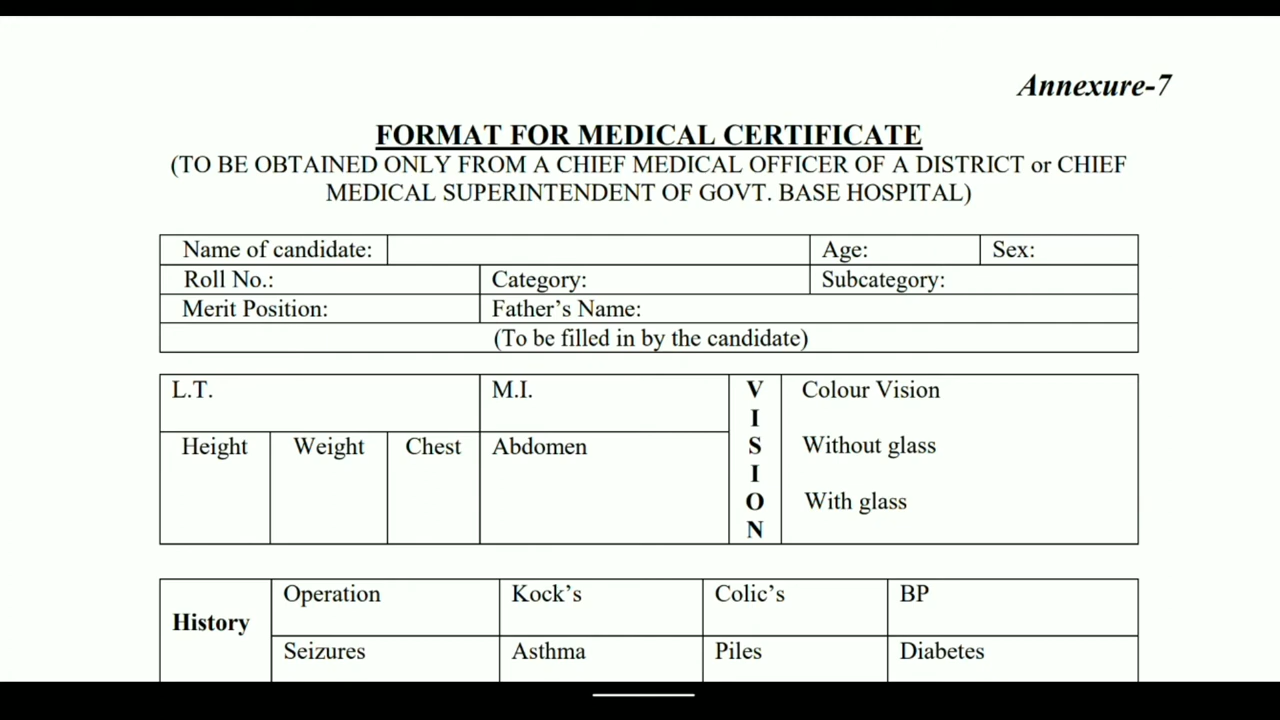 Annexure-7
FORMAT FOR MEDICAL CERTIFICATE
(TO BE OBTAINED ONLY FROM A CHIEF MEDICAL OFFICER OF A DISTRICT or CHIEF
MEDICAL SUPERINTENDENT OF GOVT. BASE HOSPITAL)
Name of candidate: Age: Sex:
Roll No.: Category: Subcategory:
Merit Position: Father's Name:
(To be filled in by the candidate)
L.T. M.I.
Height Weight Chest Abdomen
VISION
Colour Vision
Without glass
With glass
History
Operation Kock's Colic's BP
Seizures Asthma Piles Diabetes